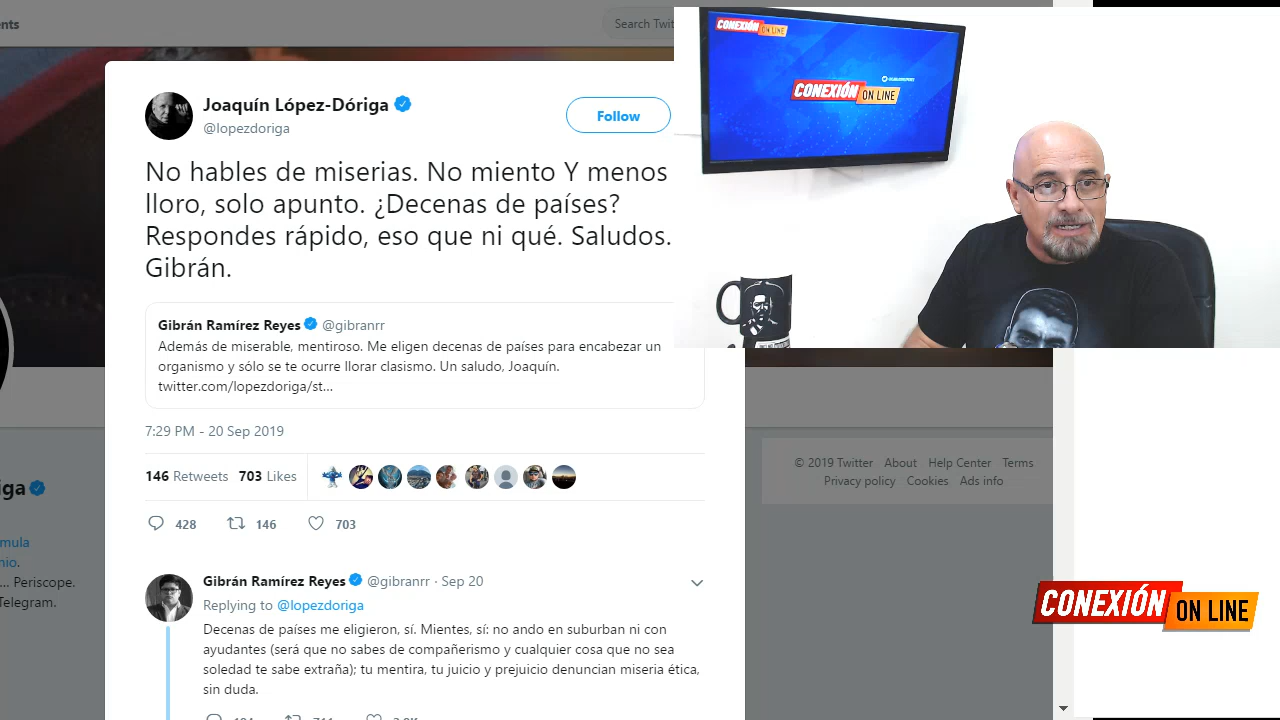 Search Twit
Joaquín López-Dóriga
@lopezdoriga
Follow
No hables de miserias. No miento Y menos
lloro, solo apunto. ¿Decenas de países?
Respondes rápido, eso que ni qué. Saludos.
Gibrán.
Gibrán Ramírez Reyes @gibranrr
Además de miserable, mentiroso. Me eligen decenas de países para encabezar un
organismo y sólo se te ocurre llorar clasismo. Un saludo, Joaquín.
twitter.com/lopezdoriga/st…
7:29 PM - 20 Sep 2019
146 Retweets 703 Likes
428 146 703
Gibrán Ramírez Reyes @gibranrr · Sep 20
Replying to @lopezdoriga
Decenas de países me eligieron, sí. Mientes, sí: no ando en suburban ni con
ayudantes (será que no sabes de compañerismo y cualquier cosa que no sea
soledad te sabe extraña); tu mentira, tu juicio y prejuicio denuncian miseria ética,
sin duda.
CONEXIÓN ON LINE
CONEXIÓN ON LINE
© 2019 Twitter About Help Center Terms
Privacy policy Cookies Ads info
iga
mula
nio.
... Periscope.
Telegram.
CONEXIÓN ON LINE